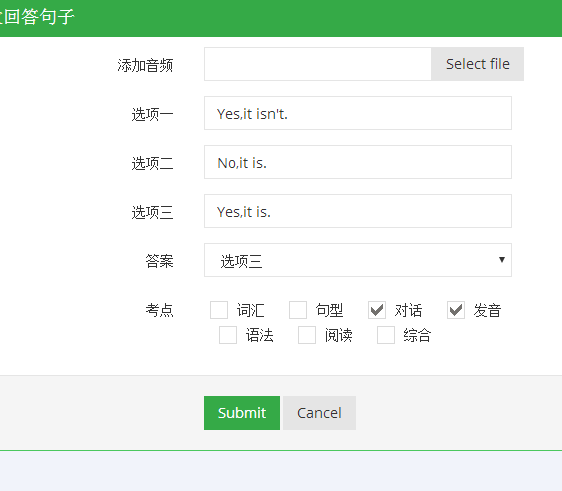 回答句子
添加音频 Select file
选项一 Yes,it isn't.
选项二 No,it is.
选项三 Yes,it is.
答案 选项三
考点 词汇 句型 对话 发音
语法 阅读 综合
Submit Cancel